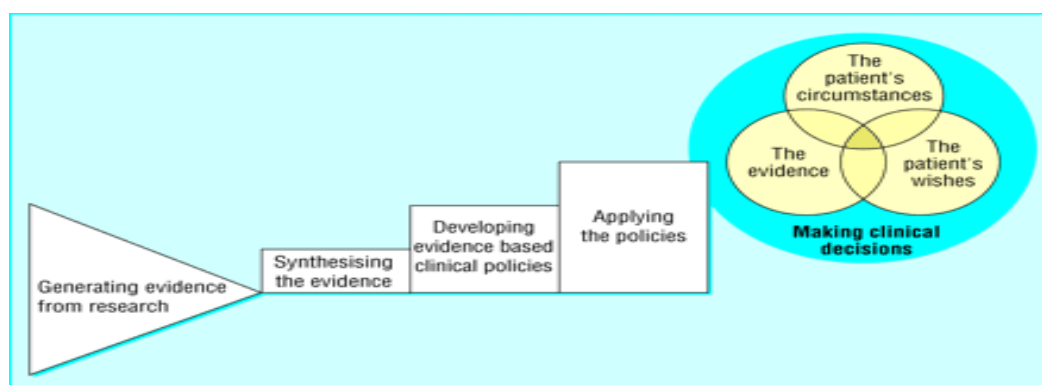 Generating evidence
from research
Synthesising
the evidence
Developing
evidence based
clinical policies
Applying
the policies
The
patient's
circumstances
The
evidence
The
patient's
wishes
Making clinical
decisions